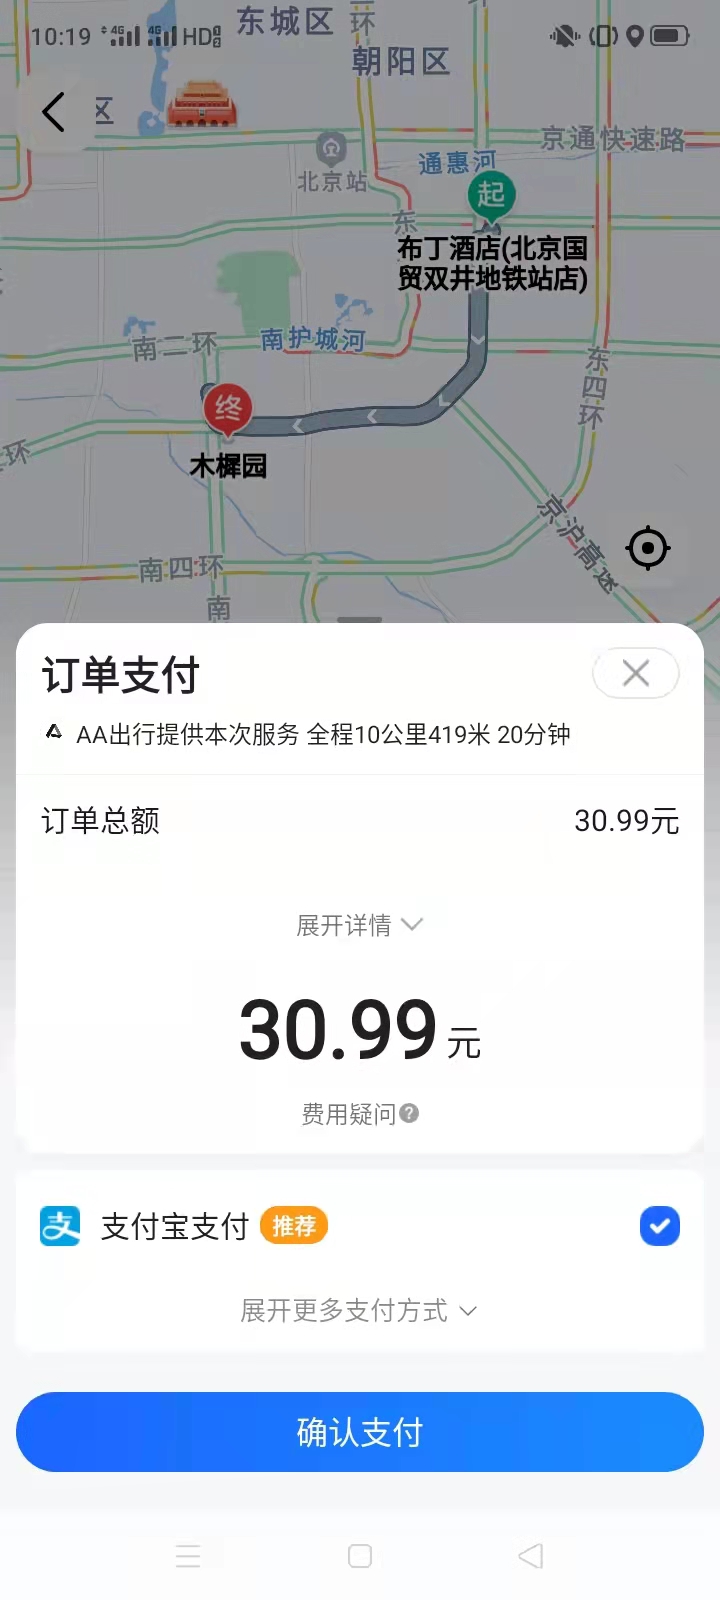 10:19 4G 4G HD
东城区
环
朝阳区
区
京通快速路
北京站
通惠河
起
东
布丁酒店(北京国
贸双井地铁站店)
南二环
南护城河
东四环
终
环
木樨园
京沪高速
南四环
南
订单支付
AA出行提供本次服务 全程10公里419米 20分钟
订单总额 30.99元
展开详情
30.99元
费用疑问?
支 支付宝支付 推荐
展开更多支付方式
确认支付